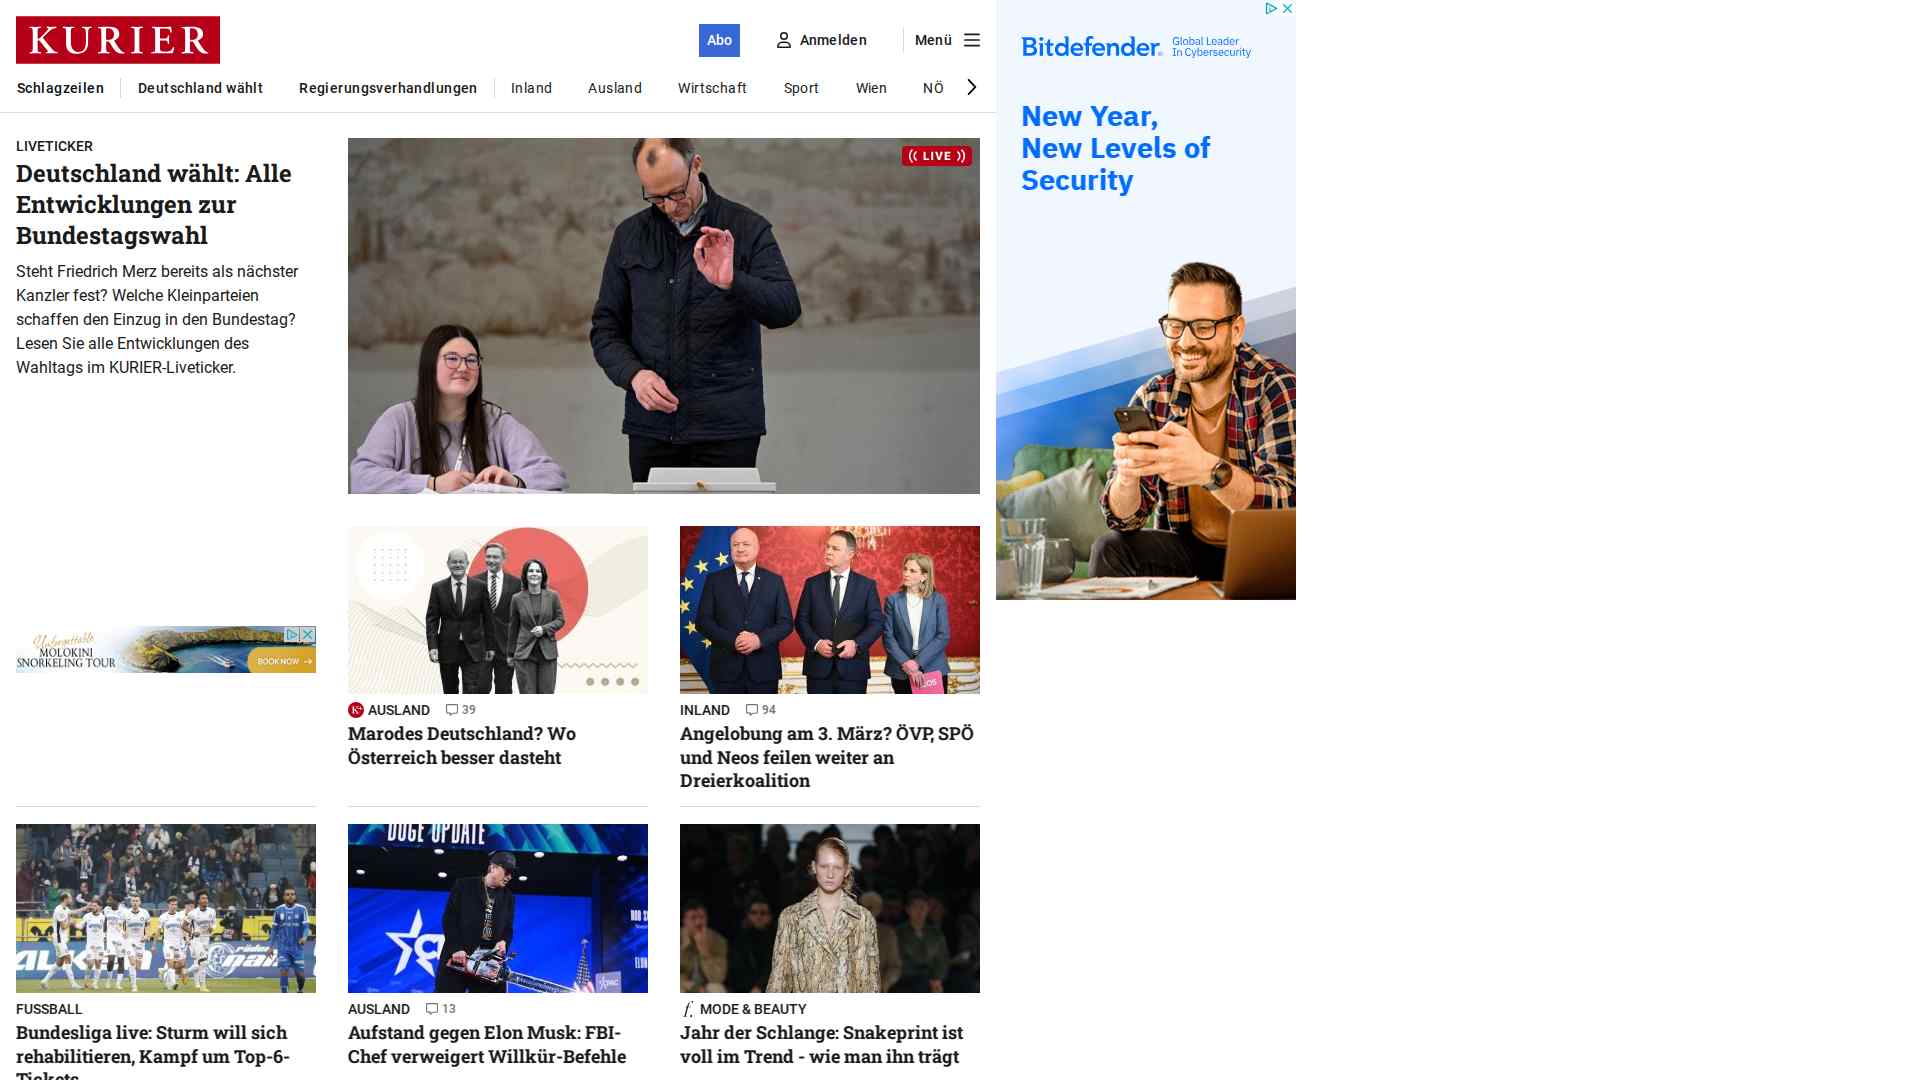 KURIER
Abo
Anmelden
Menü
Schlagzeilen
Deutschland wählt
Regierungsverhandlungen
Inland
Ausland
Wirtschaft
Sport
Wien
NÖ
LIVETICKER
Deutschland wählt: Alle
Entwicklungen zur
Bundestagswahl
Steht Friedrich Merz bereits als nächster
Kanzler fest? Welche Kleinparteien
schaffen den Einzug in den Bundestag?
Lesen Sie alle Entwicklungen des
Wahltags im KURIER-Liveticker.
LIVE
Bitdefender
Global Leader
In Cybersecurity
New Year,
New Levels of
Security
Unforgettable
MOLOKINI
SNORKELING TOUR
BOOK NOW
AUSLAND
39
Marodes Deutschland? Wo
Österreich besser dasteht
INLAND
94
Angelobung am 3. März? ÖVP, SPÖ
und Neos feilen weiter an
Dreierkoalition
FUSSBALL
Bundesliga live: Sturm will sich
rehabilitieren, Kampf um Top-6-
Tickets
DOGE UPDATE
AUSLAND
13
Aufstand gegen Elon Musk: FBI-
Chef verweigert Willkür-Befehle
MODE & BEAUTY
Jahr der Schlange: Snakeprint ist
voll im Trend - wie man ihn trägt